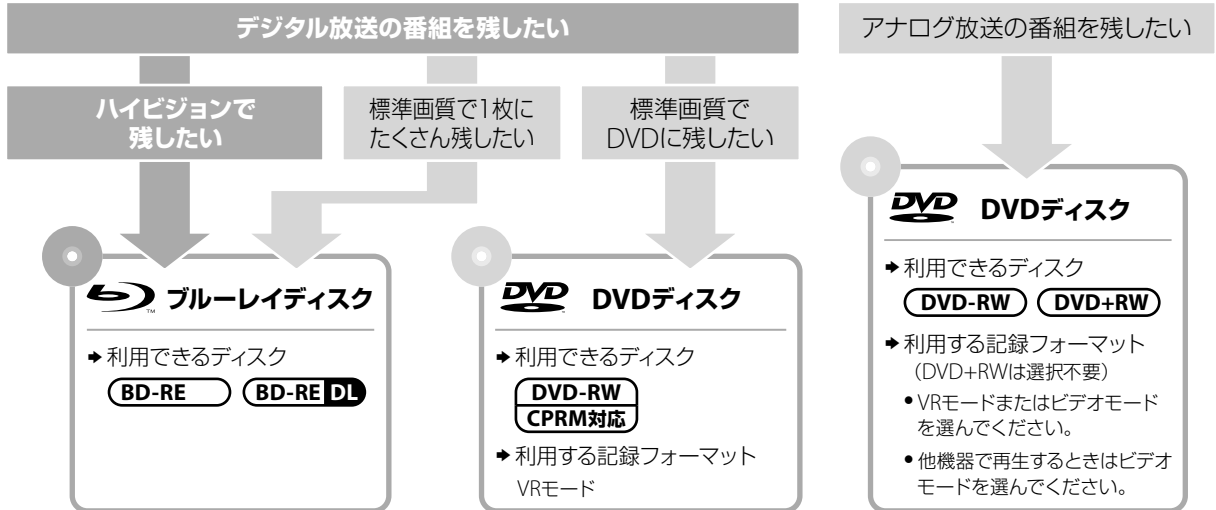 デジタル放送の番組を残したい
ハイビジョンで
残したい
標準画質で1枚に
たくさん残したい
標準画質で
DVDに残したい
ブルーレイディスク
TM
➜利用できるディスク
BD-RE
BD-RE DL
DVD DVDディスク
➜利用できるディスク
DVD-RW
CPRM対応
➜利用する記録フォーマット
VRモード
アナログ放送の番組を残したい
DVD DVDディスク
➜利用できるディスク
DVD-RW DVD+RW
➜利用する記録フォーマット
(DVD+RWは選択不要)
•VRモードまたはビデオモード
を選んでください。
•他機器で再生するときはビデオ
モードを選んでください。